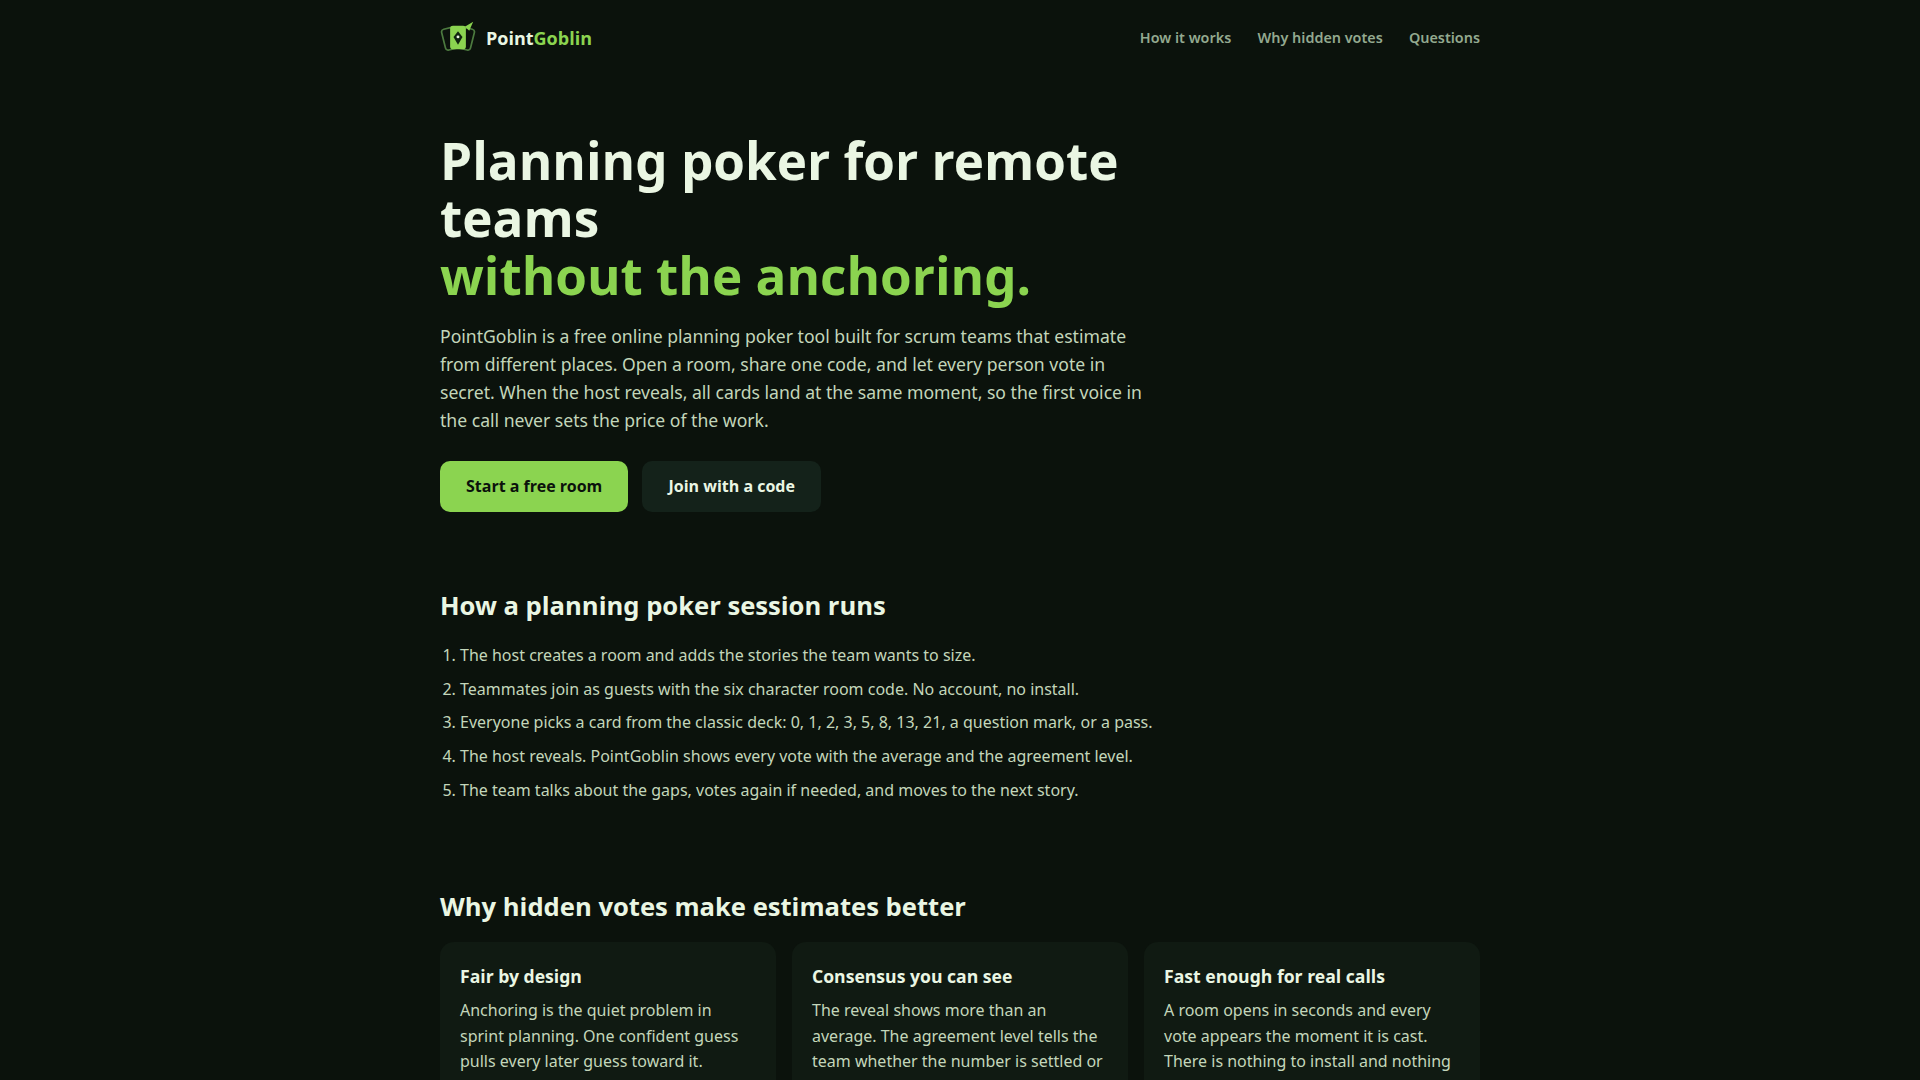 PointGoblin
How it works
Why hidden votes
Questions
Planning poker for remote
teams
without the anchoring.
PointGoblin is a free online planning poker tool built for scrum teams that estimate
from different places. Open a room, share one code, and let every person vote in
secret. When the host reveals, all cards land at the same moment, so the first voice in
the call never sets the price of the work.
Start a free room
Join with a code
How a planning poker session runs
1. The host creates a room and adds the stories the team wants to size.
2. Teammates join as guests with the six character room code. No account, no install.
3. Everyone picks a card from the classic deck: 0, 1, 2, 3, 5, 8, 13, 21, a question mark, or a pass.
4. The host reveals. PointGoblin shows every vote with the average and the agreement level.
5. The team talks about the gaps, votes again if needed, and moves to the next story.
Why hidden votes make estimates better
Fair by design
Anchoring is the quiet problem in
sprint planning. One confident guess
pulls every later guess toward it.
Consensus you can see
The reveal shows more than an
average. The agreement level tells the
team whether the number is settled or
Fast enough for real calls
A room opens in seconds and every
vote appears the moment it is cast.
There is nothing to install and nothing